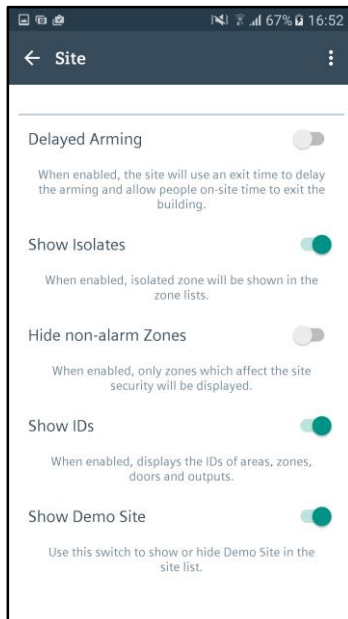 67% 16:52
Site
Delayed Arming
When enabled, the site will use an exit time to delay
the arming and allow people on-site time to exit the
building.
Show Isolates
When enabled, isolated zone will be shown in the
zone lists.
Hide non-alarm Zones
When enabled, only zones which affect the site
security will be displayed.
Show IDs
When enabled, displays the IDs of areas, zones,
doors and outputs.
Show Demo Site
Use this switch to show or hide Demo Site in the
site list.